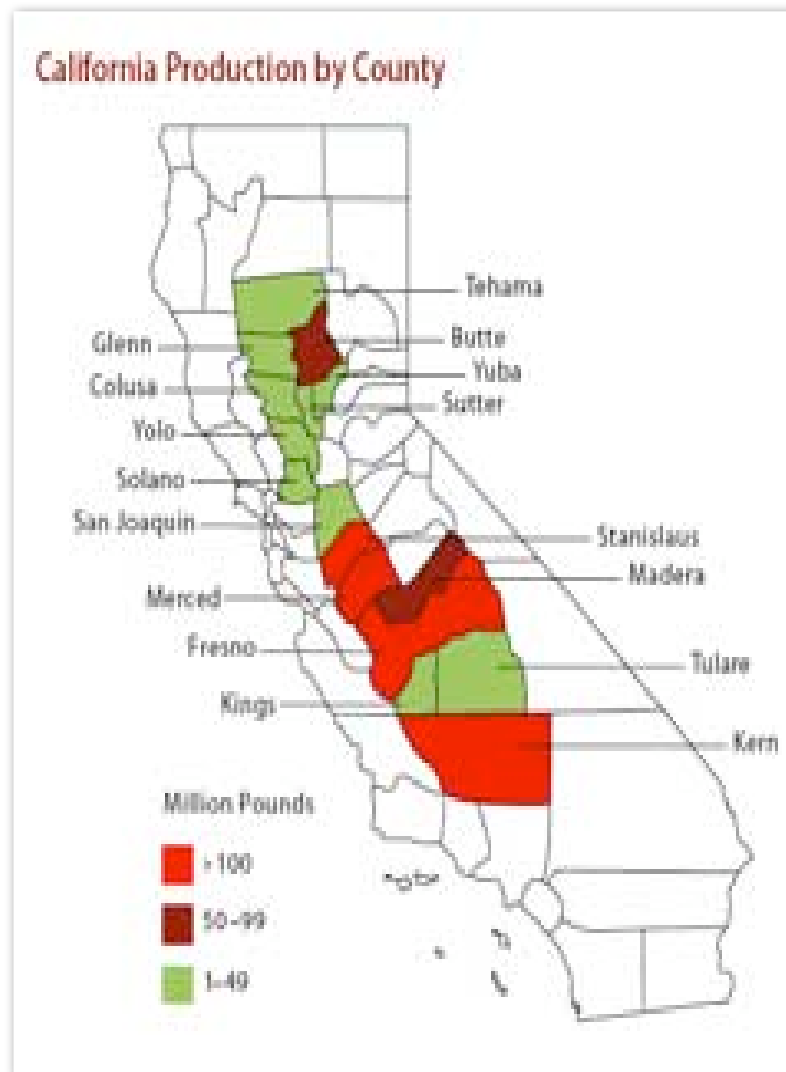 California Production by County
Tehama
Butte
Glenn
Yuba
Colusa
Sutter
Yolo
Solano
San Joaquin
Stanislaus
Madera
Merced
Fresno
Tulare
Kings
Kern
Million Pounds
>100
50-99
1-49